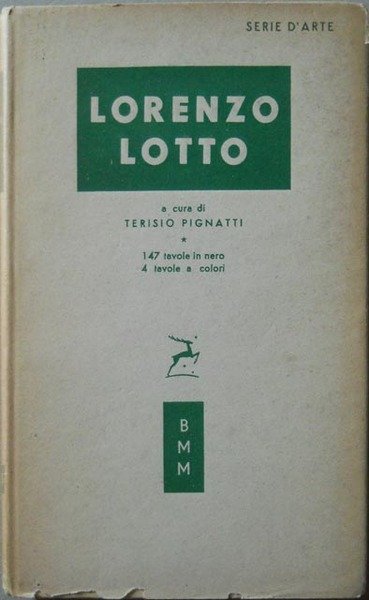 SERIE D'ARTE
LORENZO
LOTTO
a cura di
TERISIO PIGNATTI
*
147 tavole in nero
4 tavole a colori
B
M
M